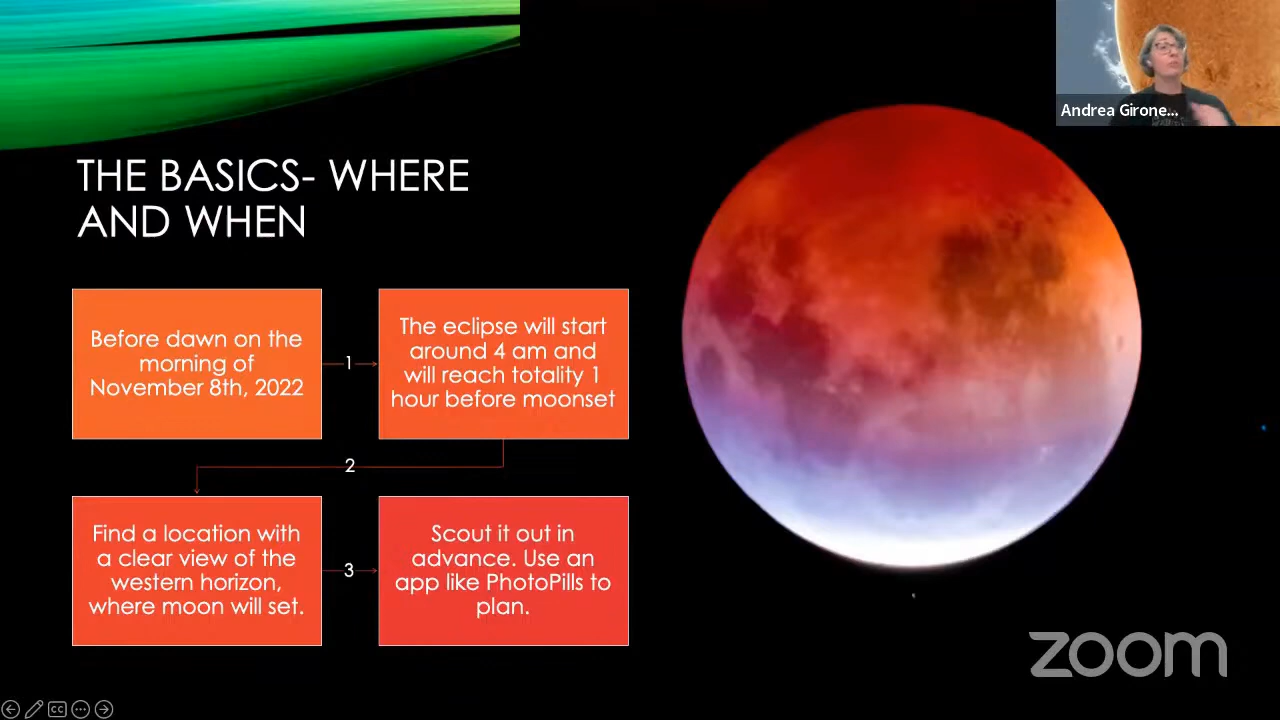 Andrea Girone...
THE BASICS- WHERE
AND WHEN
Before dawn on the
morning of
November 8th, 2022
1
The eclipse will start
around 4 am and
will reach totality 1
hour before moonset
2
Find a location with
a clear view of the
western horizon,
where moon will set.
3
Scout it out in
advance. Use an
app like PhotoPills to
plan.
zoom
CC